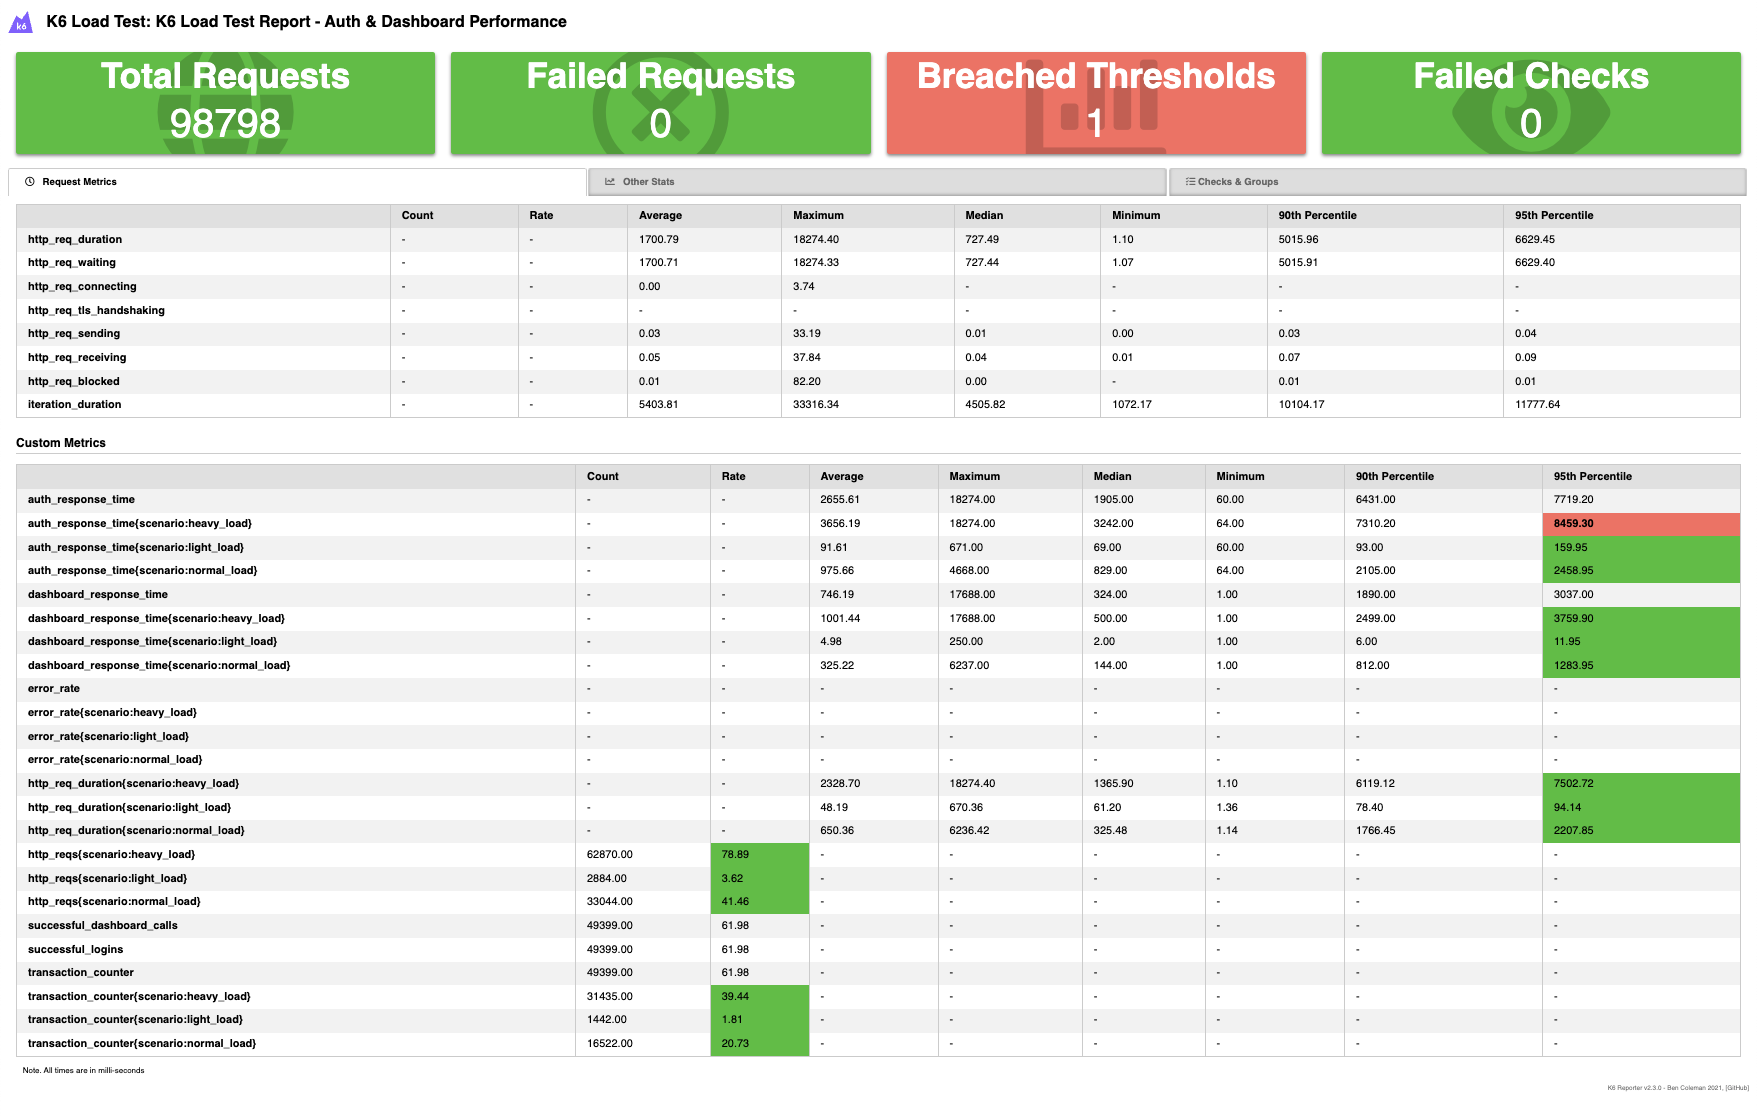 k6 K6 Load Test: K6 Load Test Report - Auth & Dashboard Performance
Total Requests Failed Requests Breached Thresholds Failed Checks
98798 0 1 0
Request Metrics Other Stats Checks & Groups
Count Rate Average Maximum Median Minimum 90th Percentile 95th Percentile
http_req_duration - - 1700.79 18274.40 727.49 1.10 5015.96 6629.45
http_req_waiting - - 1700.71 18274.33 727.44 1.07 5015.91 6629.40
http_req_connecting - - 0.00 3.74 - - - -
http_req_tls_handshaking - - - - - - - -
http_req_sending - - 0.03 33.19 0.01 0.00 0.03 0.04
http_req_receiving - - 0.05 37.84 0.04 0.01 0.07 0.09
http_req_blocked - - 0.01 82.20 0.00 - 0.01 0.01
iteration_duration - - 5403.81 33316.34 4505.82 1072.17 10104.17 11777.64
Custom Metrics
Count Rate Average Maximum Median Minimum 90th Percentile 95th Percentile
auth_response_time - - 2655.61 18274.00 1905.00 60.00 6431.00 7719.20
auth_response_time{scenario:heavy_load} - - 3656.19 18274.00 3242.00 64.00 7310.20 8459.30
auth_response_time{scenario:light_load} - - 91.61 671.00 69.00 60.00 93.00 159.95
auth_response_time{scenario:normal_load} - - 975.66 4668.00 829.00 64.00 2105.00 2458.95
dashboard_response_time - - 746.19 17688.00 324.00 1.00 1890.00 3037.00
dashboard_response_time{scenario:heavy_load} - - 1001.44 17688.00 500.00 1.00 2499.00 3759.90
dashboard_response_time{scenario:light_load} - - 4.98 250.00 2.00 1.00 6.00 11.95
dashboard_response_time{scenario:normal_load} - - 325.22 6237.00 144.00 1.00 812.00 1283.95
error_rate - - - - - - - -
error_rate{scenario:heavy_load} - - - - - - - -
error_rate{scenario:light_load} - - - - - - - -
error_rate{scenario:normal_load} - - - - - - - -
http_req_duration{scenario:heavy_load} - - 2328.70 18274.40 1365.90 1.10 6119.12 7502.72
http_req_duration{scenario:light_load} - - 48.19 670.36 61.20 1.36 78.40 94.14
http_req_duration{scenario:normal_load} - - 650.36 6236.42 325.48 1.14 1766.45 2207.85
http_reqs{scenario:heavy_load} 62870.00 78.89 - - - - - -
http_reqs{scenario:light_load} 2884.00 3.62 - - - - - -
http_reqs{scenario:normal_load} 33044.00 41.46 - - - - - -
successful_dashboard_calls 49399.00 61.98 - - - - - -
successful_logins 49399.00 61.98 - - - - - -
transaction_counter 49399.00 61.98 - - - - - -
transaction_counter{scenario:heavy_load} 31435.00 39.44 - - - - - -
transaction_counter{scenario:light_load} 1442.00 1.81 - - - - - -
transaction_counter{scenario:normal_load} 16522.00 20.73 - - - - - -
Note. All times are in milli-seconds
K6 Reporter v2.3.0 - Ben Coleman 2021, [GitHub]